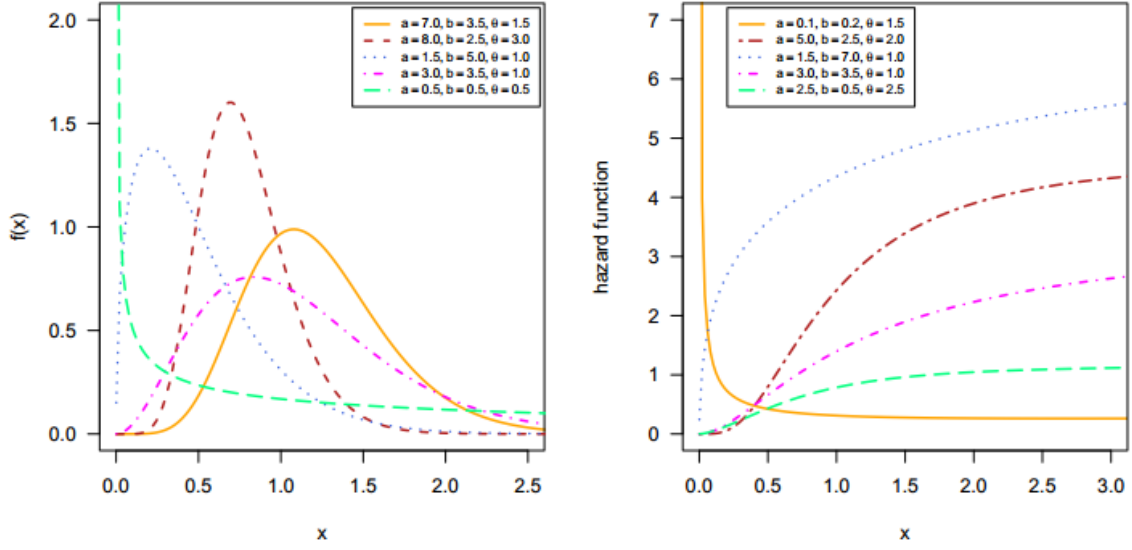 a = 7.0, b = 3.5, θ = 1.5
a = 8.0, b = 2.5, θ = 3.0
a = 1.5, b = 5.0, θ = 1.0
a = 3.0, b = 3.5, θ = 1.0
a = 0.5, b = 0.5, θ = 0.5
2.0
1.5
1.0
0.5
0.0
f(x)
0.0 0.5 1.0 1.5 2.0 2.5
x
a = 0.1, b = 0.2, θ = 1.5
a = 5.0, b = 2.5, θ = 2.0
a = 1.5, b = 7.0, θ = 1.0
a = 3.0, b = 3.5, θ = 1.0
a = 2.5, b = 0.5, θ = 2.5
7
6
5
4
3
2
1
0
hazard function
0.0 0.5 1.0 1.5 2.0 2.5 3.0
x